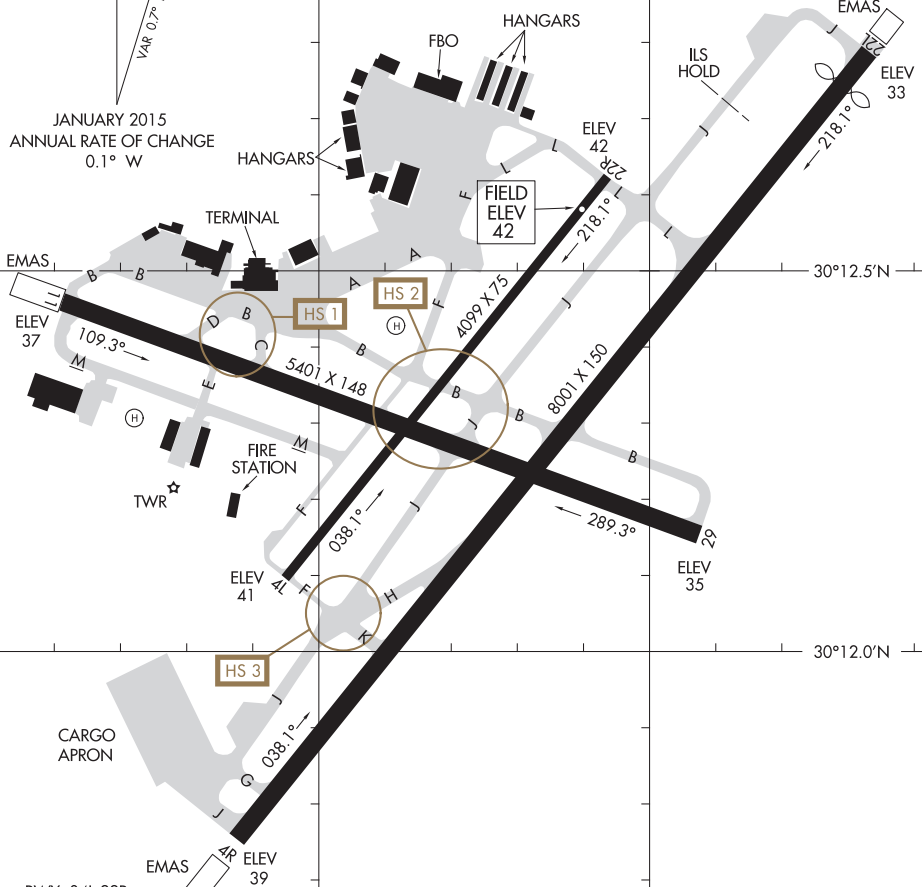 EMAS
HANGARS
VAR 0.7°
FBO
22L
J
ILS
HOLD
ELEV
33
JANUARY 2015
ANNUAL RATE OF CHANGE
0.1° W
218.1°
J
ELEV
42
HANGARS
L
22R
L
FIELD
ELEV
42
F
L
TERMINAL
218.1°
L
EMAS
A
30°12.5'N
B
B
A
HS 2
11
D
B
HS 1
F
J
4099 X 75
ELEV
37
H
109.3°
C
B
8001 X 150
M
5401 X 148
E
B
B
H
J
M
B
FIRE
STATION
TWR
F
038.1°
J
289.3°
29
ELEV
41
4L
F
H
ELEV
35
K
30°12.0'N
HS 3
J
CARGO
APRON
038.1°
G
J
4R
EMAS
ELEV
39